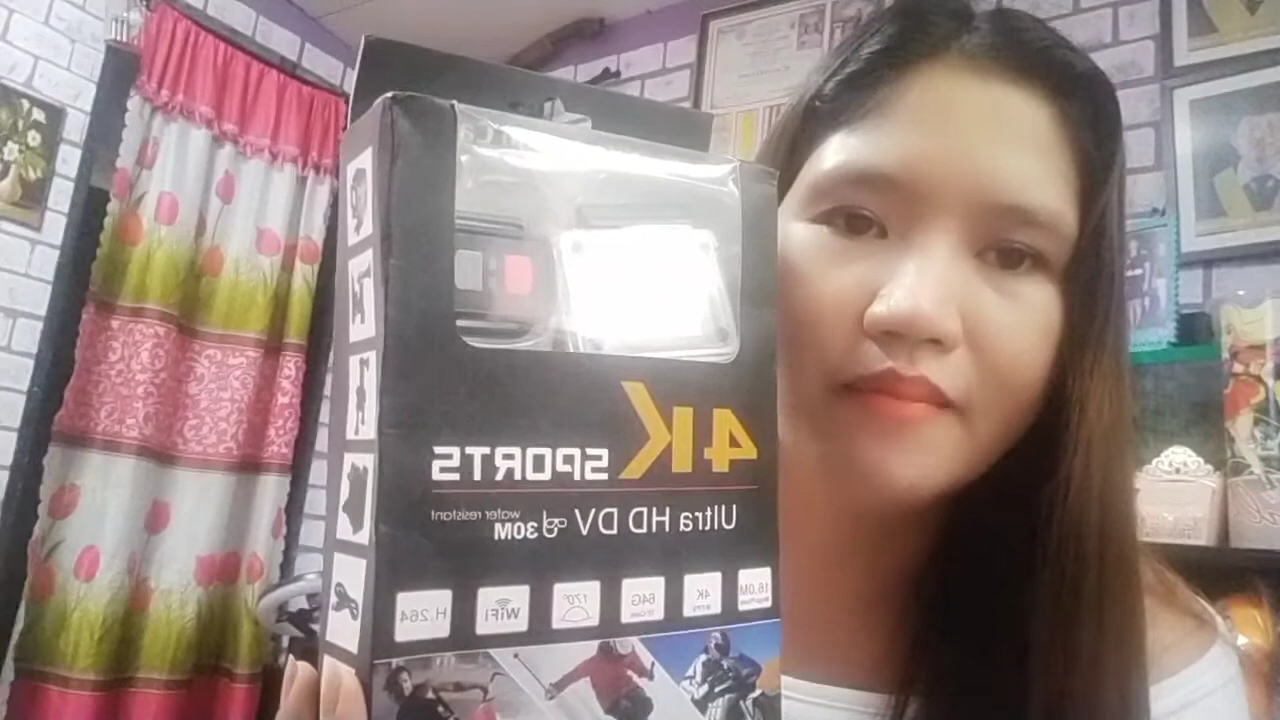 4K SPORTS
Ultra HD DV 30M water resistant
16.0M 4K 64G 170° WiFi H.264